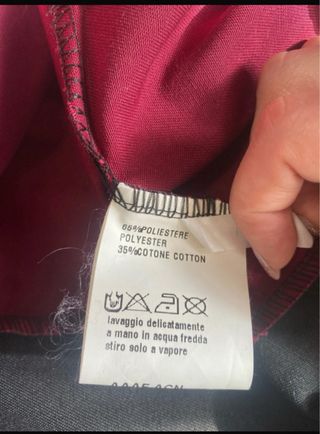 65%POLIESTERE
POLYESTER
35%COTONE COTTON
lavaggio delicatamente
a mano in acqua fredda
stiro solo a vapore